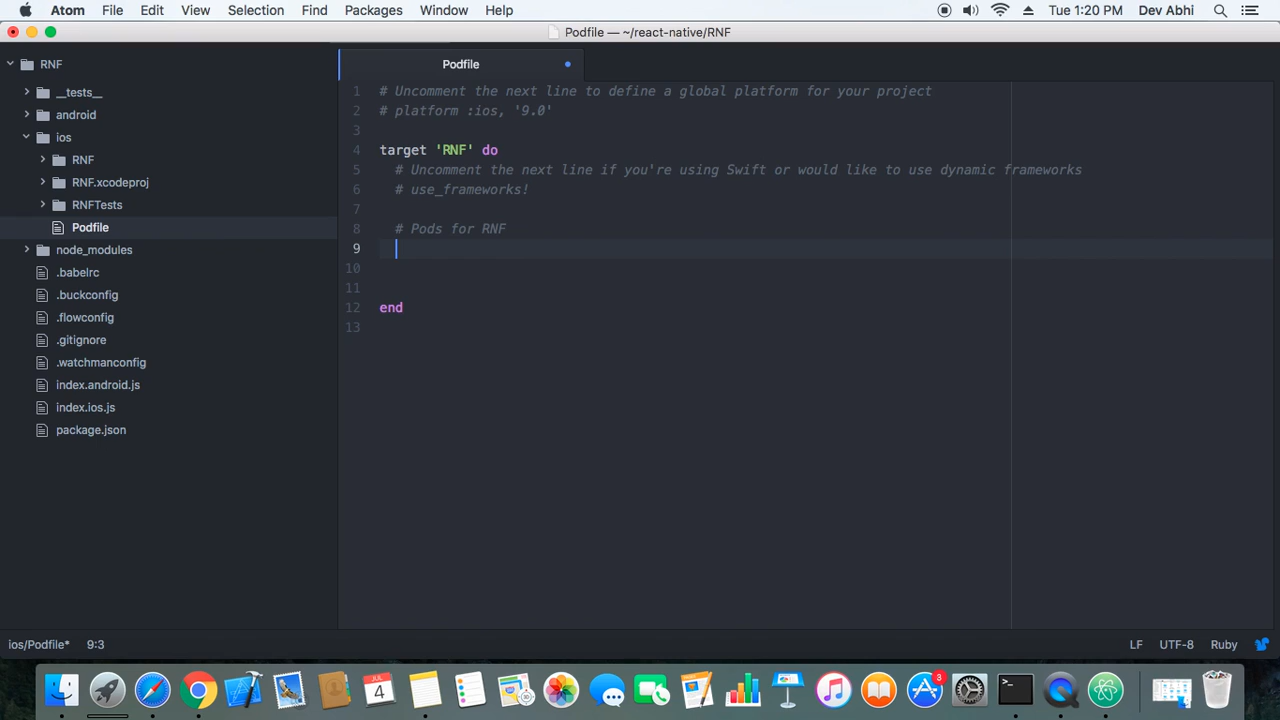 Atom File Edit View Selection Find Packages Window Help Tue 1:20 PM Dev Abhi
Podfile — ~/react-native/RNF
RNF
__tests__
android
ios
RNF
RNF.xcodeproj
RNFTests
Podfile
node_modules
.babelrc
.buckconfig
.flowconfig
.gitignore
.watchmanconfig
index.android.js
index.ios.js
package.json
Podfile
1 # Uncomment the next line to define a global platform for your project
2 # platform :ios, '9.0'
3
4 target 'RNF' do
5 # Uncomment the next line if you're using Swift or would like to use dynamic frameworks
6 # use_frameworks!
7
8 # Pods for RNF
9
10
11
12 end
13
ios/Podfile* 9:3 LF UTF-8 Ruby
JUL
4
3
>_